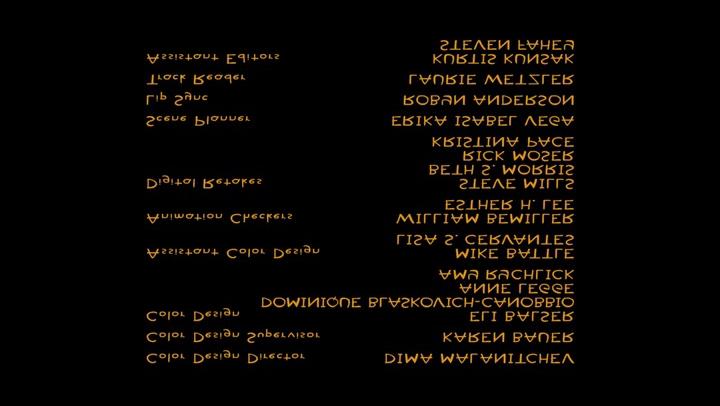 Color Design Director DIMA MALANITCHEV
Color Design Supervisor KAREN BAUER
Color Design ELI BALSER
DOMINIQUE BLASKOVICH-CANOBBIO
ANNE LEGGE
AMY RYCHLICK
Assistant Color Design MIKE BATTLE
LISA S. CERVANTES
Animation Checkers WILLIAM BEMILLER
ESTHER H. LEE
Digital Retakes STEVE MILLS
BETH S. MORRIS
RICK MOSER
KRISTINA PACE
Scene Planner ERIKA ISABEL VEGA
Lip Sync ROBYN ANDERSON
Track Reader LAURIE WETZLER
Assistant Editors KURTIS KUNSAK
STEVEN FAHEY